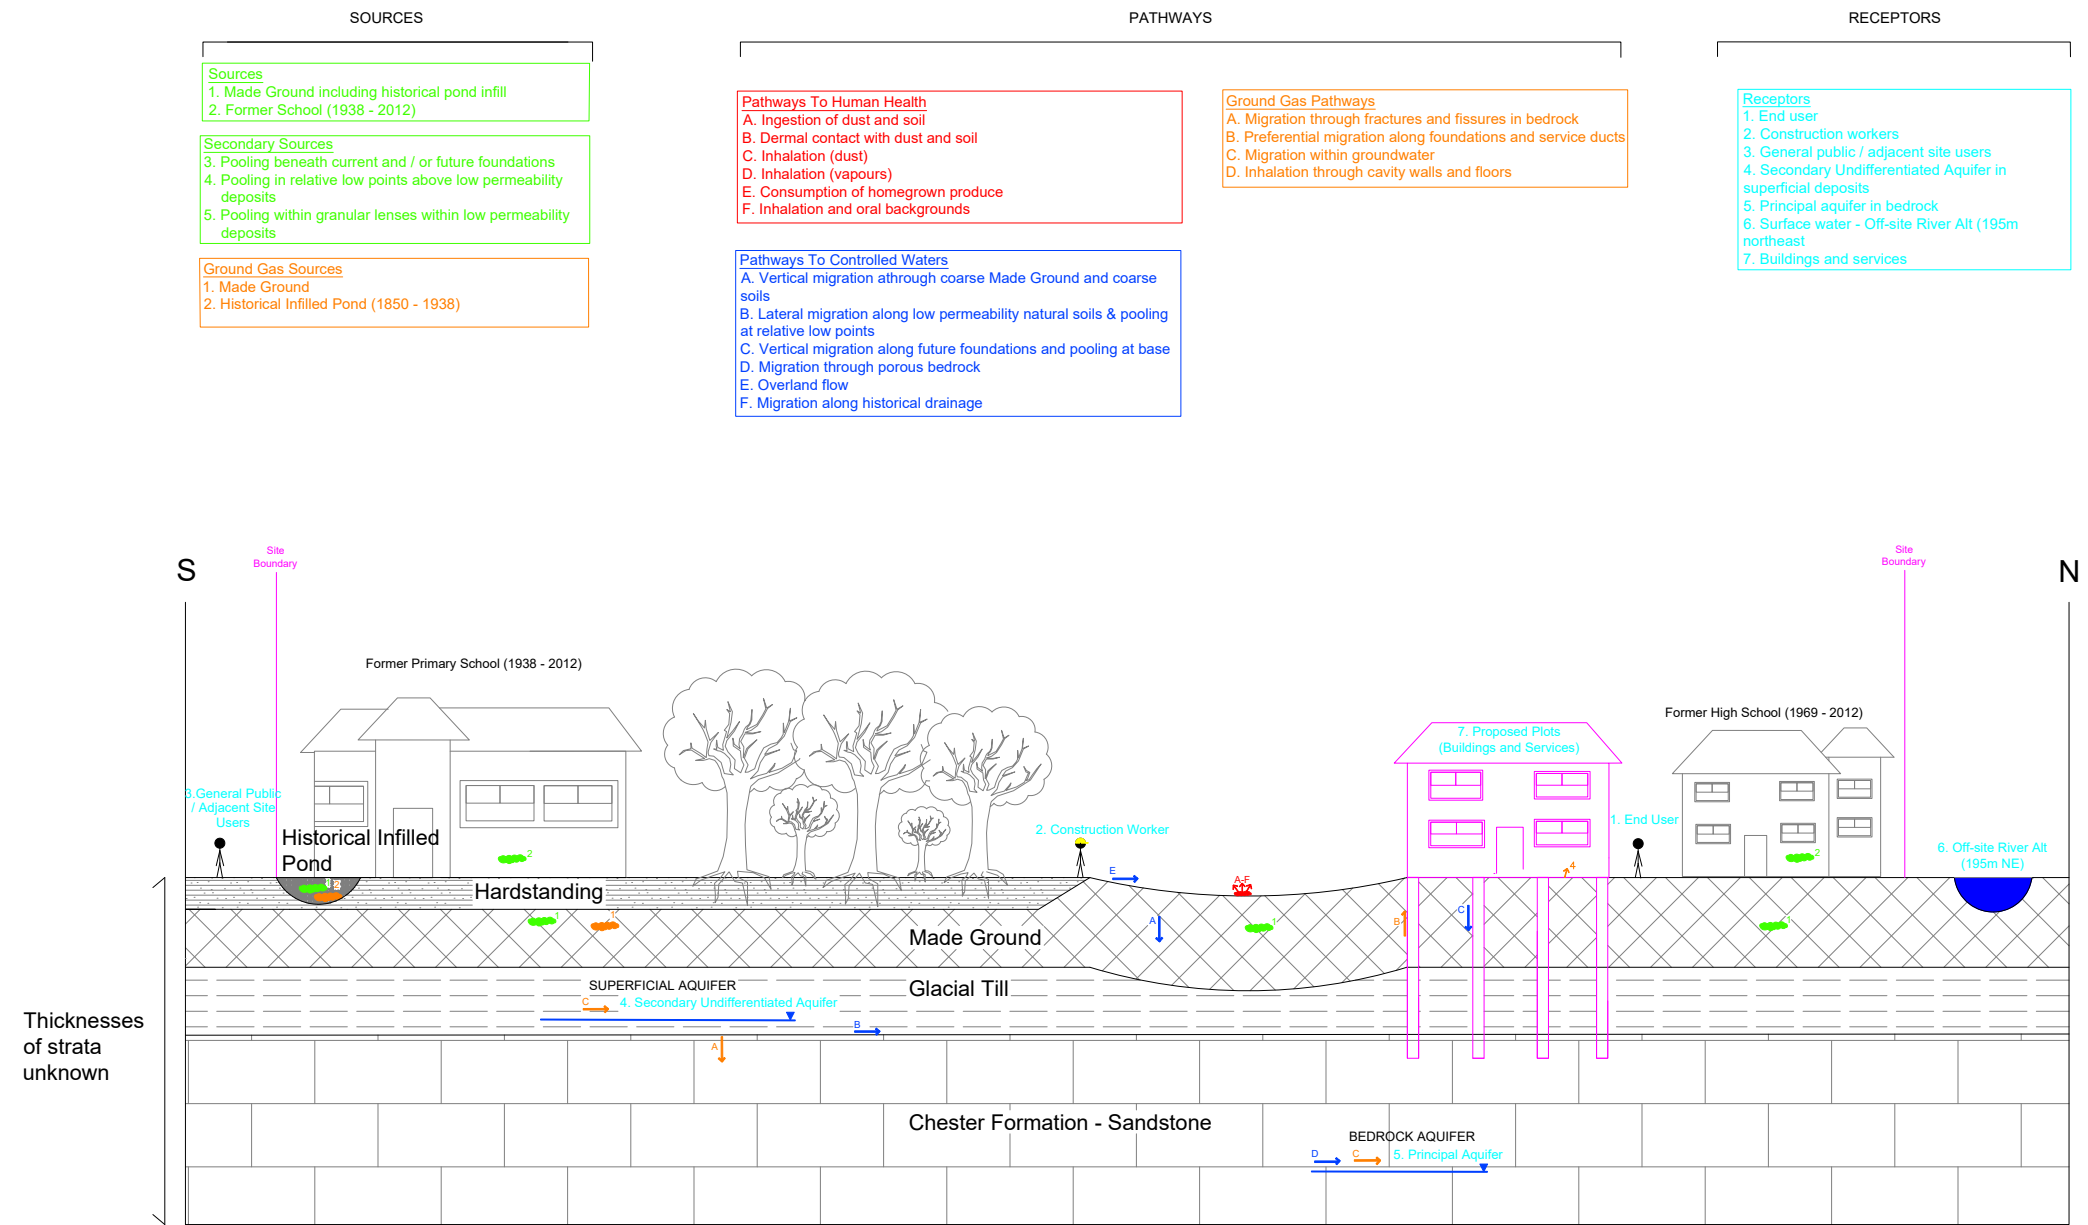 SOURCES
PATHWAYS
RECEPTORS
Sources
1. Made Ground including historical pond infill
2. Former School (1938 - 2012)
Secondary Sources
3. Pooling beneath current and / or future foundations
4. Pooling in relative low points above low permeability
deposits
5. Pooling within granular lenses within low permeability
deposits
Ground Gas Sources
1. Made Ground
2. Historical Infilled Pond (1850 - 1938)
Pathways To Human Health
A. Ingestion of dust and soil
B. Dermal contact with dust and soil
C. Inhalation (dust)
D. Inhalation (vapours)
E. Consumption of homegrown produce
F. Inhalation and oral backgrounds
Pathways To Controlled Waters
A. Vertical migration athrough coarse Made Ground and coarse
soils
B. Lateral migration along low permeability natural soils & pooling
at relative low points
C. Vertical migration along future foundations and pooling at base
D. Migration through porous bedrock
E. Overland flow
F. Migration along historical drainage
Ground Gas Pathways
A. Migration through fractures and fissures in bedrock
B. Preferential migration along foundations and service ducts
C. Migration within groundwater
D. Inhalation through cavity walls and floors
Receptors
1. End user
2. Construction workers
3. General public / adjacent site users
4. Secondary Undifferentiated Aquifer in
superficial deposits
5. Principal aquifer in bedrock
6. Surface water - Off-site River Alt (195m
northeast
7. Buildings and services
S
Site
Boundary
Site
Boundary
N
Former Primary School (1938 - 2012)
Former High School (1969 - 2012)
7. Proposed Plots
(Buildings and Services)
3.General Public
/ Adjacent Site
Users
Historical Infilled
Pond
2
2. Construction Worker
1. End User
2
6. Off-site River Alt
(195m NE)
Hardstanding
E
A-F
4
1
1
Made Ground
A
1
B
C
1
SUPERFICIAL AQUIFER
C
4. Secondary Undifferentiated Aquifer
Glacial Till
B
A
Thicknesses
of strata
unknown
Chester Formation - Sandstone
BEDROCK AQUIFER
D
C
5. Principal Aquifer